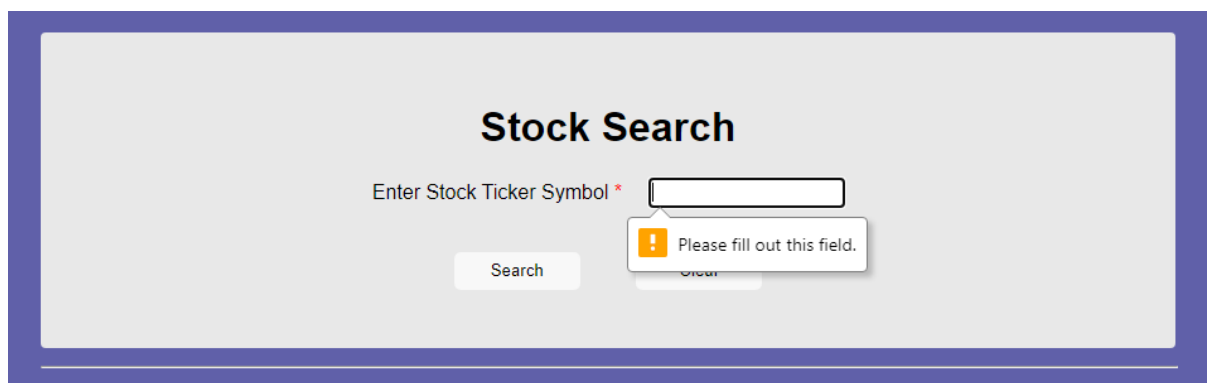 Stock Search
Enter Stock Ticker Symbol *
! Please fill out this field.
Search